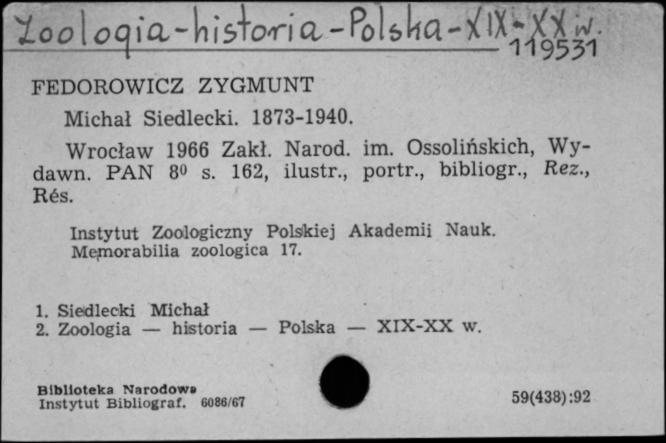 Zoologia-historia-Polska-XIX-XX w.
119531
FEDOROWICZ ZYGMUNT
Michał Siedlecki. 1873-1940.
Wrocław 1966 Zakł. Narod. im. Ossolińskich, Wy-
dawn. PAN 8⁰ s. 162, ilustr., portr., bibliogr., Rez.,
Rés.
Instytut Zoologiczny Polskiej Akademii Nauk.
Memorabilia zoologica 17.
1. Siedlecki Michał
2. Zoologia — historia — Polska — XIX-XX w.
Biblioteka Narodowa
Instytut Bibliograf. 6086/67
59(438):92